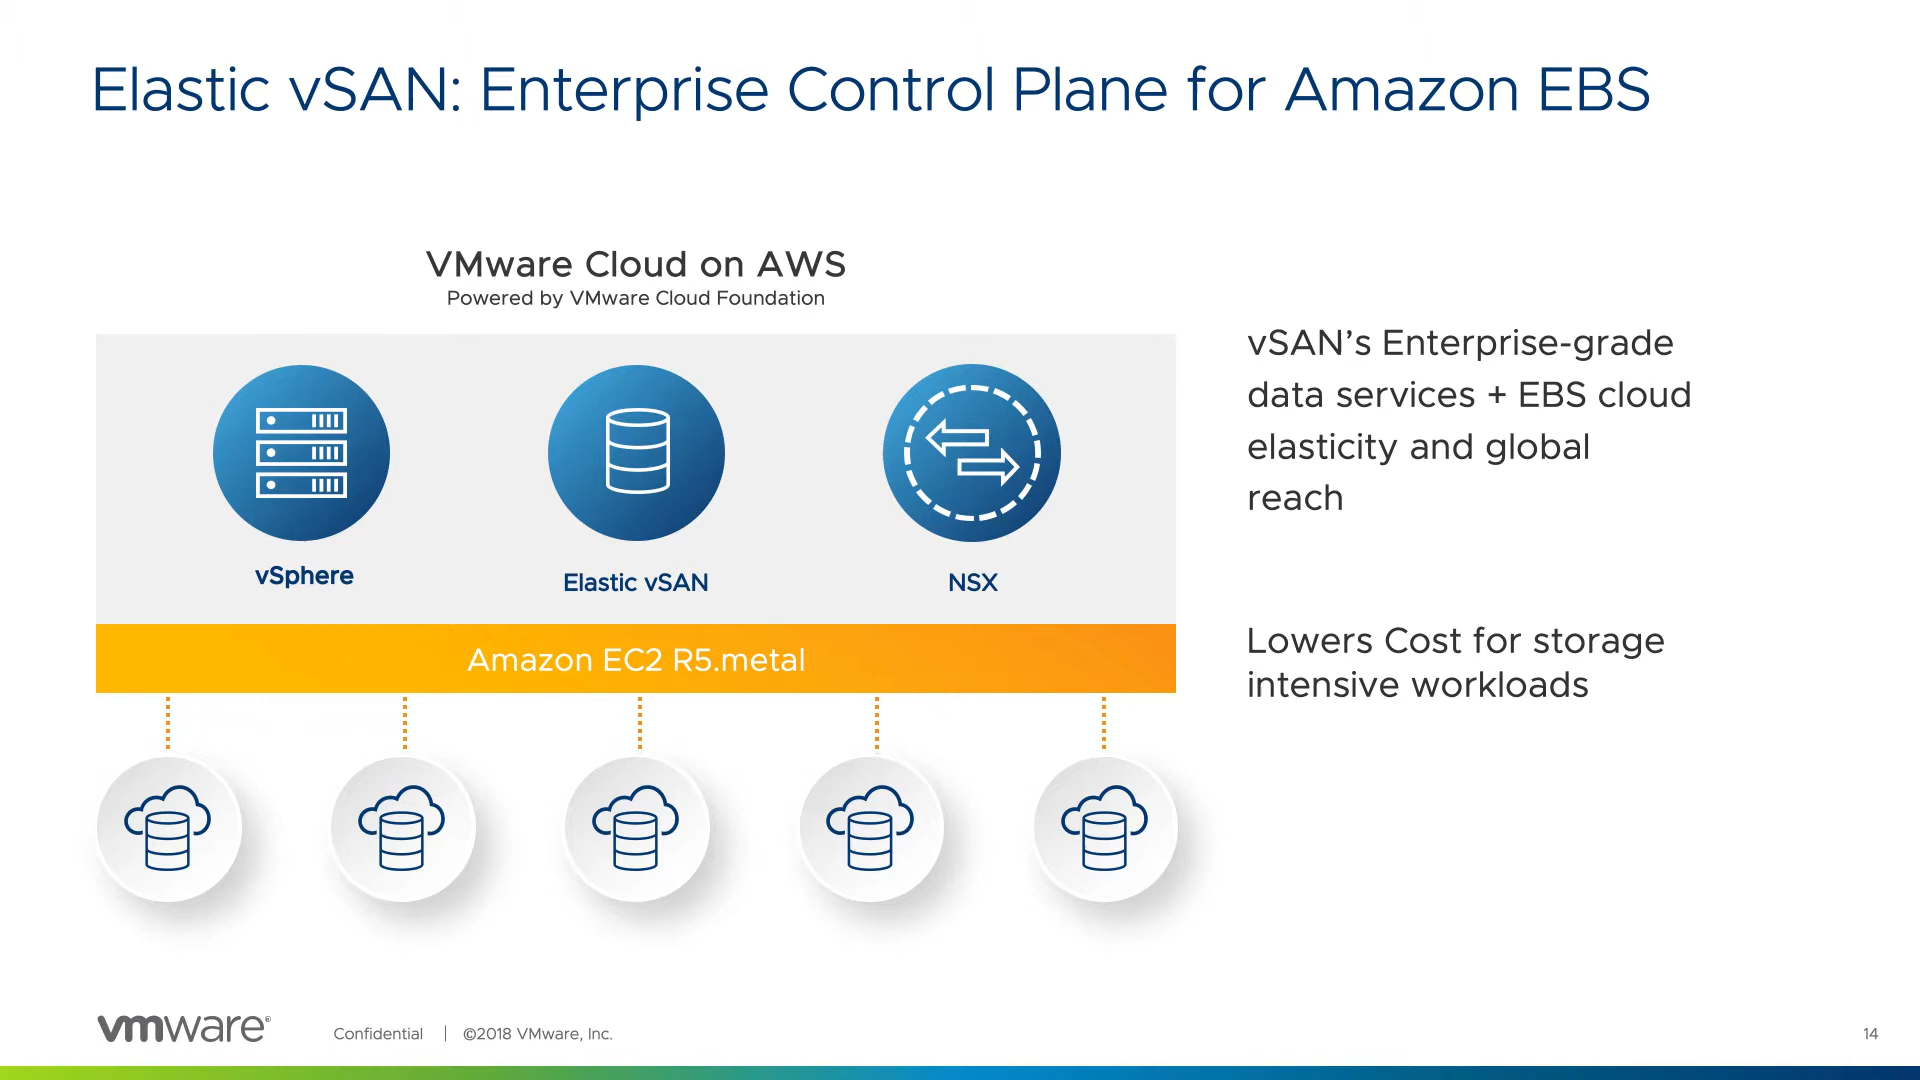 Elastic vSAN: Enterprise Control Plane for Amazon EBS
VMware Cloud on AWS
Powered by VMware Cloud Foundation
vSphere
Elastic vSAN
NSX
Amazon EC2 R5.metal
vSAN’s Enterprise-grade
data services + EBS cloud
elasticity and global
reach
Lowers Cost for storage
intensive workloads
vmware®
Confidential | ©2018 VMware, Inc.
14